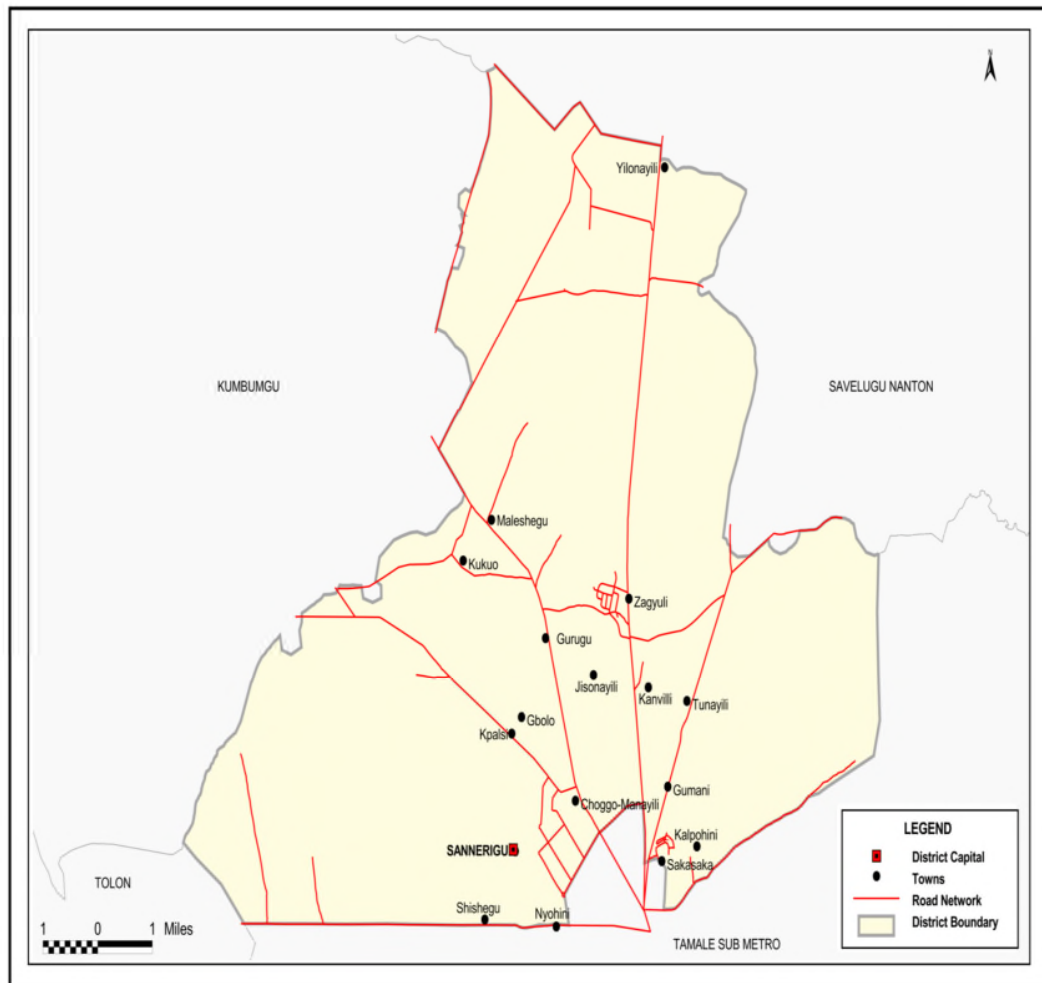 N
Yilonayili
KUMBUMGU
SAVELUGU NANTON
Maleshegu
Kukuo
Zagyuli
Gurugu
Jisonayili
Kanvilli
Tunayili
Gbolo
Kpalsi
Gumani
Choggo-Manayili
Kalpohini
SANNERIGU
Sakasaka
TOLON
Shishegu
Nyohini
TAMALE SUB METRO
1 0 1 Miles
LEGEND
District Capital
Towns
Road Network
District Boundary